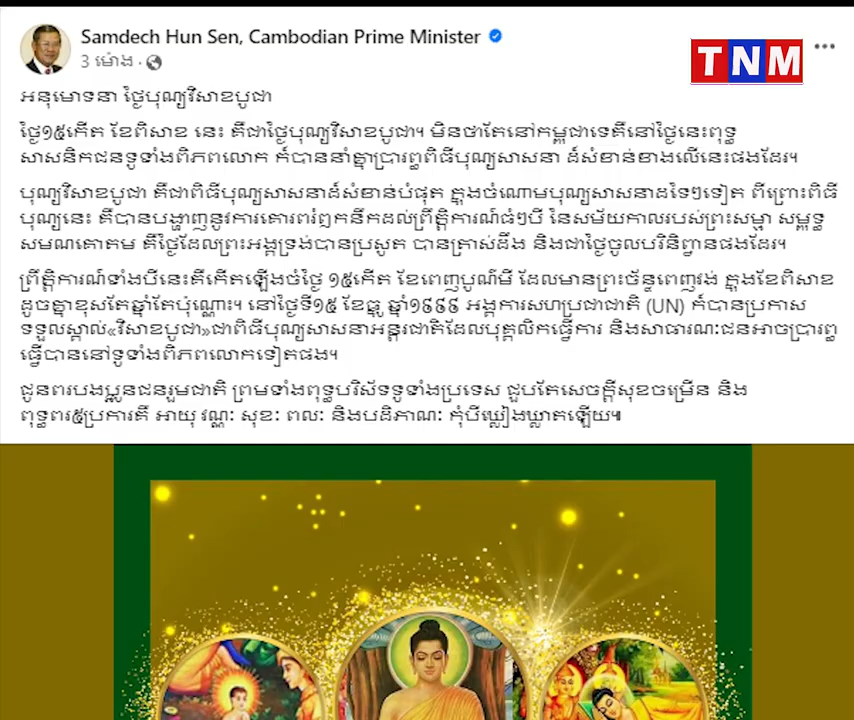 Samdech Hun Sen, Cambodian Prime Minister
3 ម៉ោង ·
TNM
អនុមោទនា ថ្ងៃបុណ្យវិសាខបូជា
ថ្ងៃ១៥កើត ខែពិសាខ នេះ គឺជាថ្ងៃបុណ្យវិសាខបូជា។ មិនថាតែនៅកម្ពុជាទេគឺនៅថ្ងៃនេះពុទ្ធ
សាសនិកជនទូទាំងពិភពលោក ក៏បាននាំគ្នាប្រារព្ធពិធីបុណ្យសាសនា ដ៏សំខាន់ខាងលើនេះផងដែរ។
បុណ្យវិសាខបូជា គឺជាពិធីបុណ្យសាសនាដ៏សំខាន់បំផុត ក្នុងចំណោមបុណ្យសាសនាដទៃៗទៀត ពីព្រោះពិធី
បុណ្យនេះ គឺបានបង្ហាញនូវការគោរពរំឭកនឹកដល់ព្រឹត្តិការណ៍ធំៗបី នៃសម័យកាលរបស់ព្រះសម្មា សម្ពុទ្ធ
សមណគោតម គឺថ្ងៃដែលព្រះអង្គទ្រង់បានប្រសូត បានត្រាស់ដឹង និងជាថ្ងៃចូលបរិនិព្វានផងដែរ។
ព្រឹត្តិការណ៍ទាំងបីនេះគឺកើតឡើងចំថ្ងៃ ១៥កើត ខែពេញបូណ៌មី ដែលមានព្រះច័ន្ទពេញវង់ ក្នុងខែពិសាខ
ដូចគ្នាខុសតែឆ្នាំតែប៉ុណ្ណោះ។ នៅថ្ងៃទី១៥ ខែធ្នូ ឆ្នាំ១៩៩៩ អង្គការសហប្រជាជាតិ (UN) ក៏បានប្រកាស
ទទួលស្គាល់«វិសាខបូជា»ជាពិធីបុណ្យសាសនាអន្តរជាតិដែលបុគ្គលិកធ្វើការ និងសាធារណៈជនអាចប្រារព្ធ
ធ្វើបាននៅទូទាំងពិភពលោកទៀតផង។
ជូនពរបងប្អូនជនរួមជាតិ ព្រមទាំងពុទ្ធបរិស័ទទូទាំងប្រទេស ជួបតែសេចក្តីសុខចម្រើន និង
ពុទ្ធពរ៥ប្រការគឺ អាយុ វណ្ណៈ សុខៈ ពលៈ និងបដិភាណៈ កុំបីឃ្លៀងឃ្លាតឡើយ៕